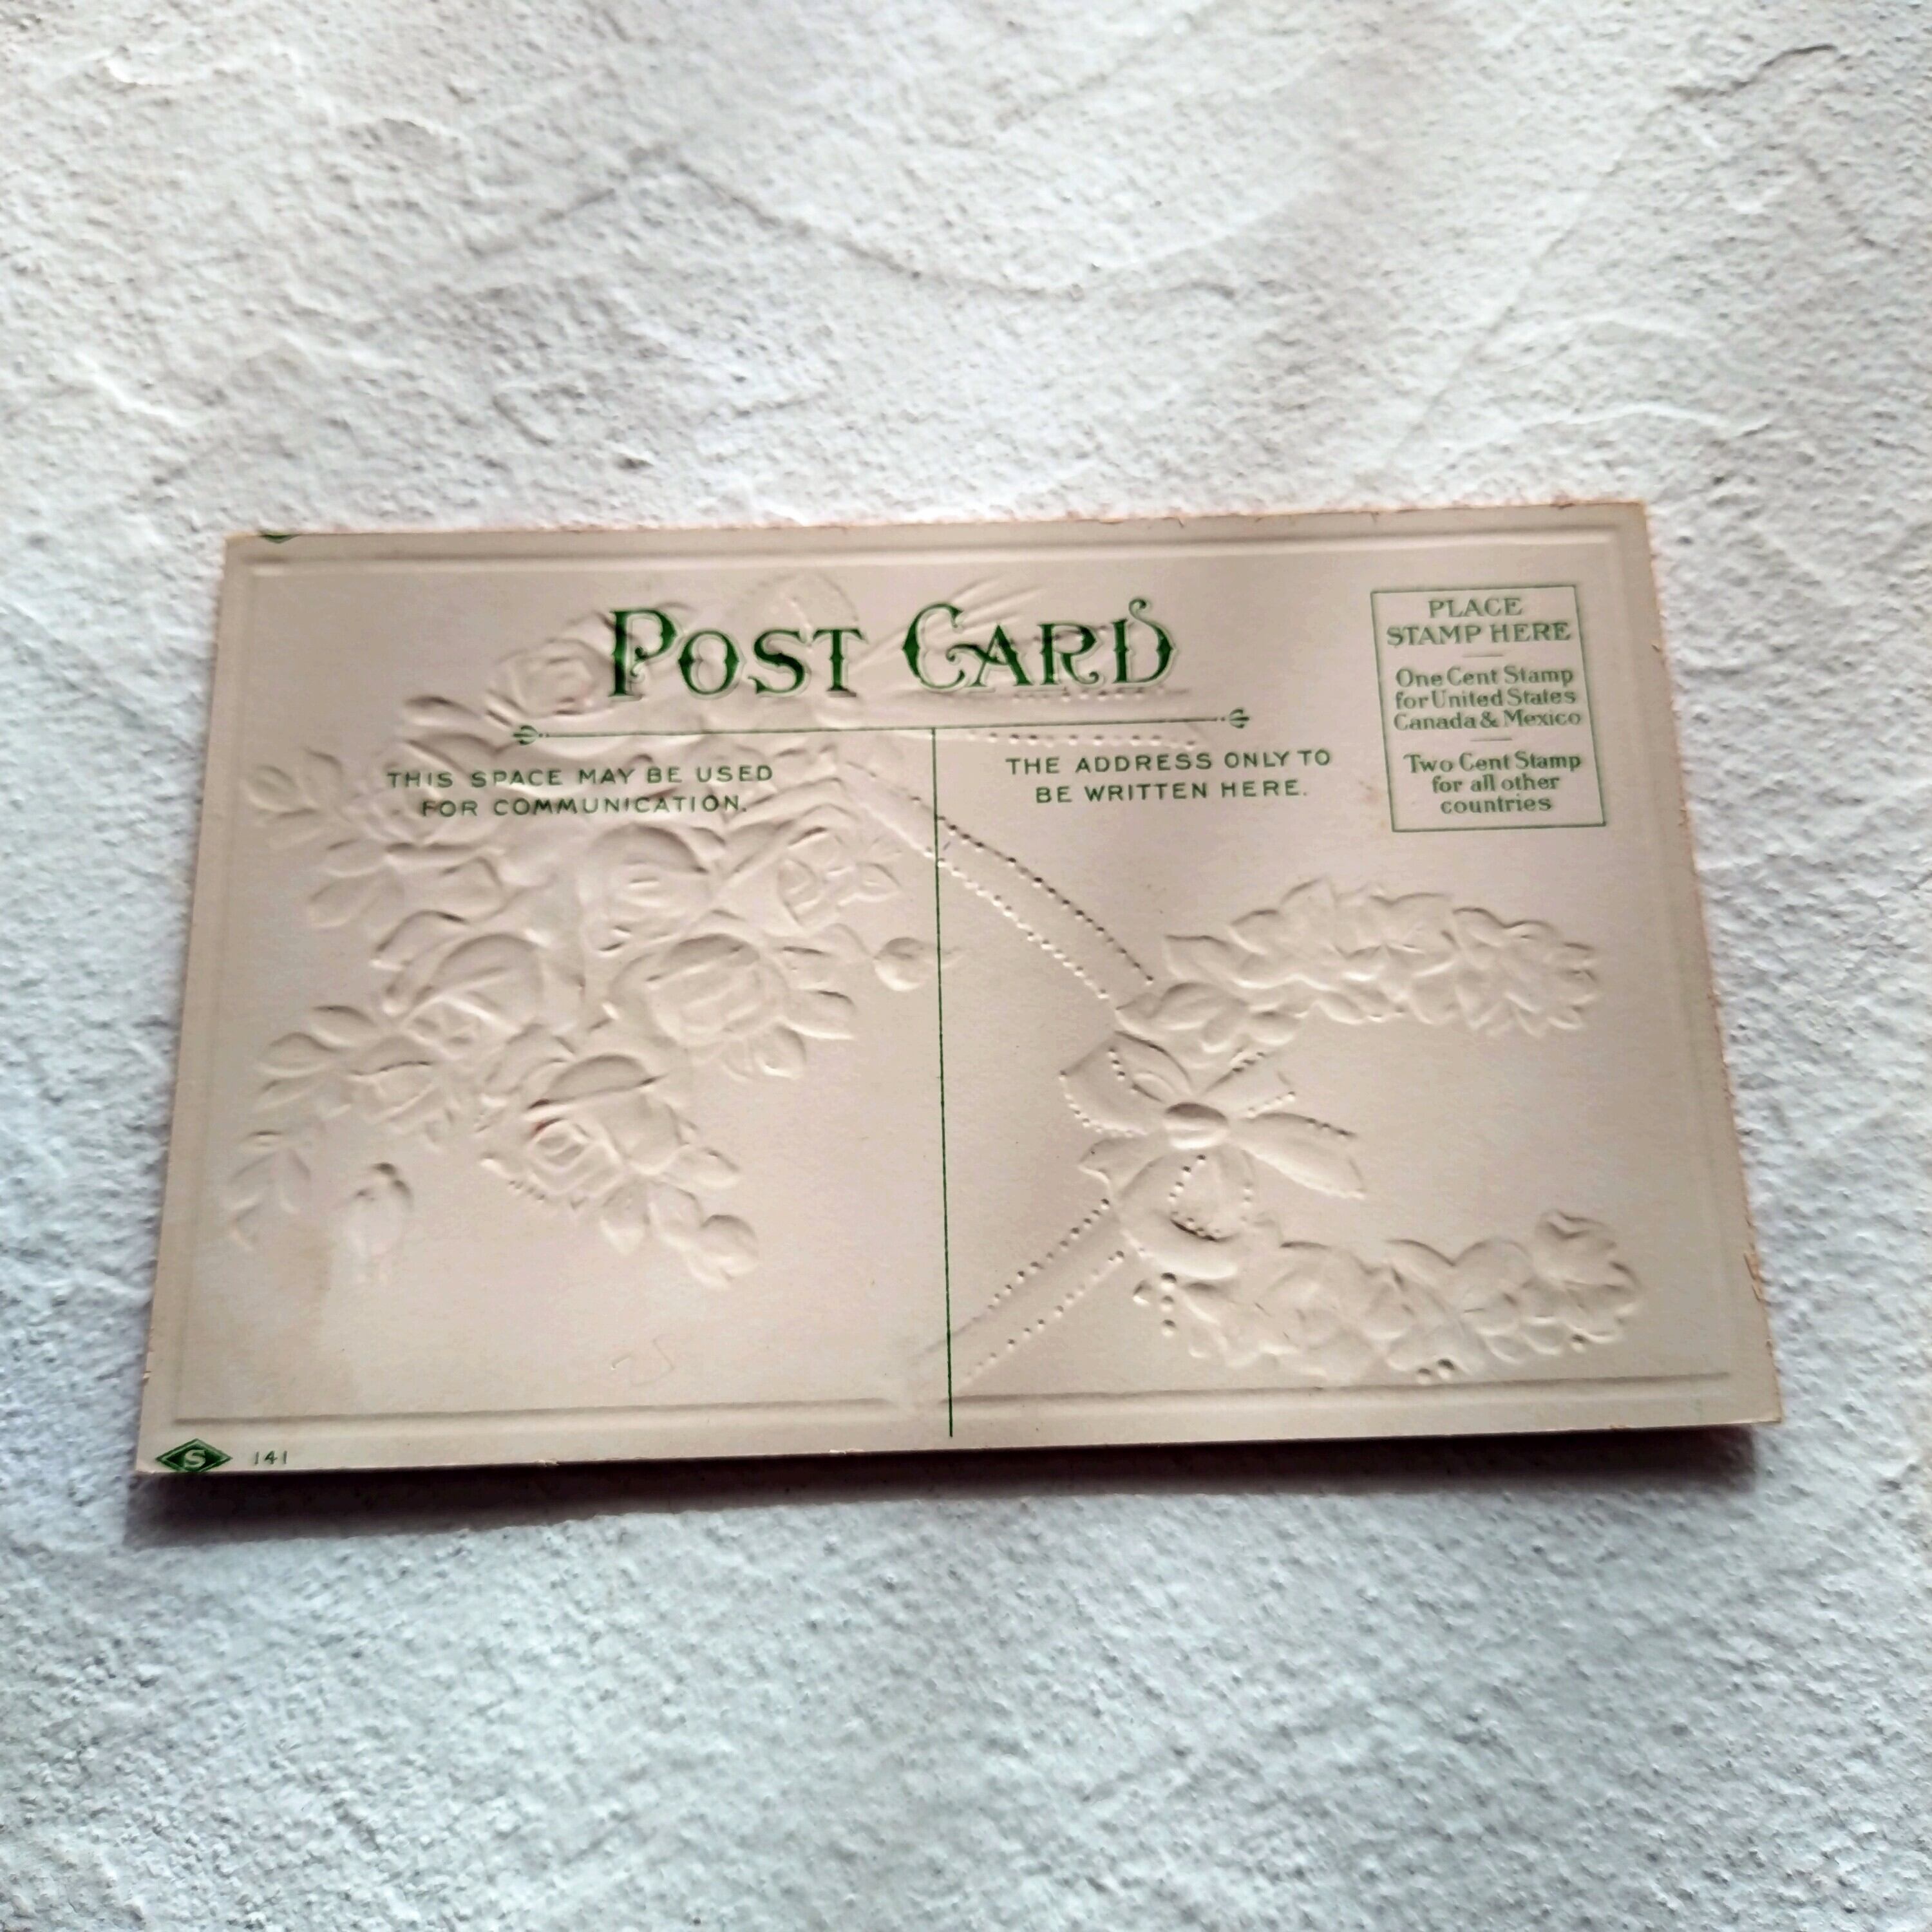 POST CARD
THIS SPACE MAY BE USED
FOR COMMUNICATION.
THE ADDRESS ONLY TO
BE WRITTEN HERE.
PLACE
STAMP HERE
One Cent Stamp
for United States
Canada & Mexico
Two Cent Stamp
for all other
countries
S 141